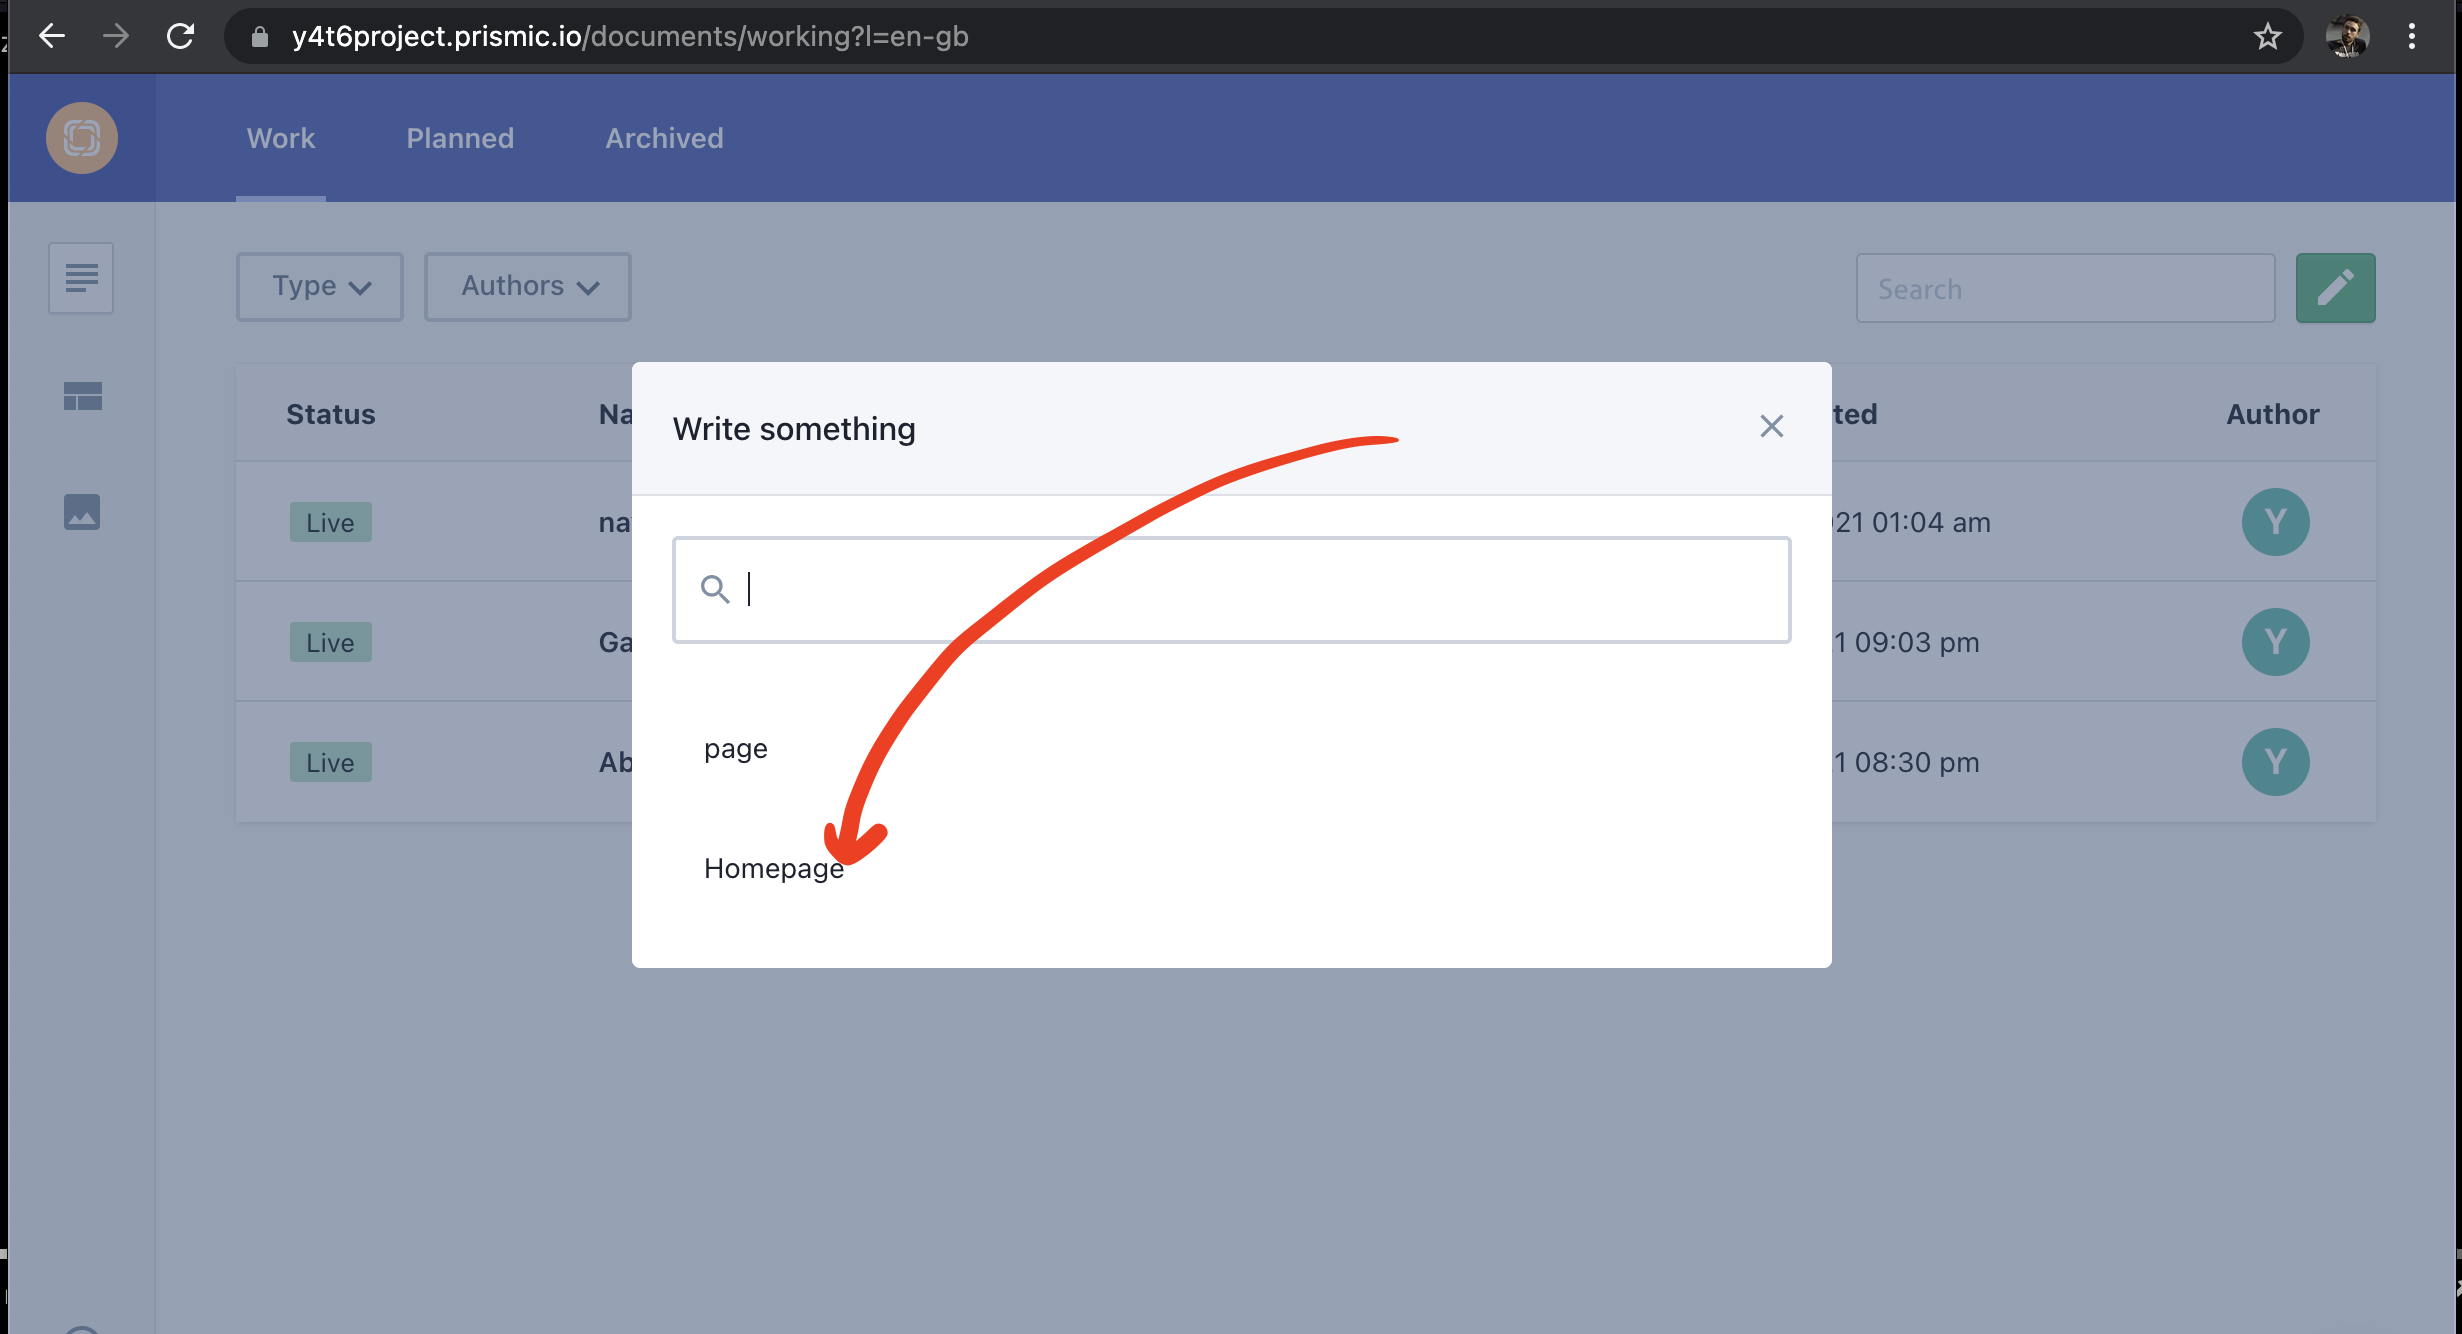 y4t6project.prismic.io/documents/working?l=en-gb
Work Planned Archived
Type Authors Search
Status Na ted Author
Write something
Live na 021 01:04 am Y
Live Ga 1 09:03 pm Y
page
Live Ab 1 08:30 pm Y
Homepage